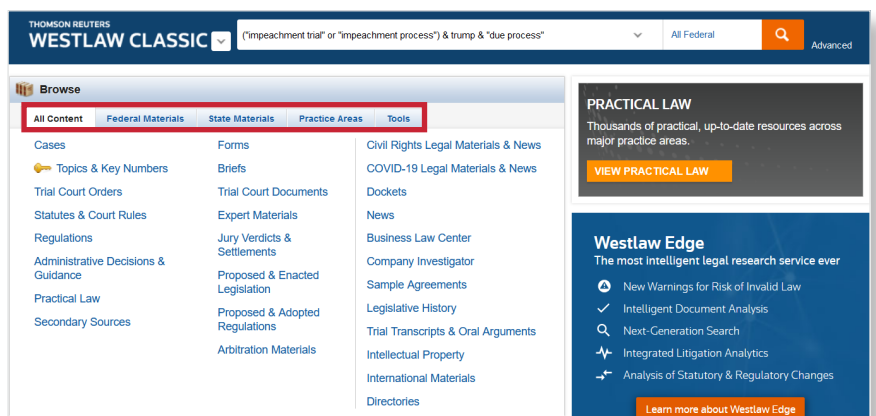 THOMSON REUTERS
WESTLAW CLASSIC
("impeachment trial" or "impeachment process") & trump & "due process"
All Federal
Advanced
Browse
All Content
Federal Materials
State Materials
Practice Areas
Tools
Cases
Topics & Key Numbers
Trial Court Orders
Statutes & Court Rules
Regulations
Administrative Decisions &
Guidance
Practical Law
Secondary Sources
Forms
Briefs
Trial Court Documents
Expert Materials
Jury Verdicts &
Settlements
Proposed & Enacted
Legislation
Proposed & Adopted
Regulations
Arbitration Materials
Civil Rights Legal Materials & News
COVID-19 Legal Materials & News
Dockets
News
Business Law Center
Company Investigator
Sample Agreements
Legislative History
Trial Transcripts & Oral Arguments
Intellectual Property
International Materials
Directories
PRACTICAL LAW
Thousands of practical, up-to-date resources across
major practice areas.
VIEW PRACTICAL LAW
Westlaw Edge
The most intelligent legal research service ever
New Warnings for Risk of Invalid Law
Intelligent Document Analysis
Next-Generation Search
Integrated Litigation Analytics
Analysis of Statutory & Regulatory Changes
Learn more about Westlaw Edge